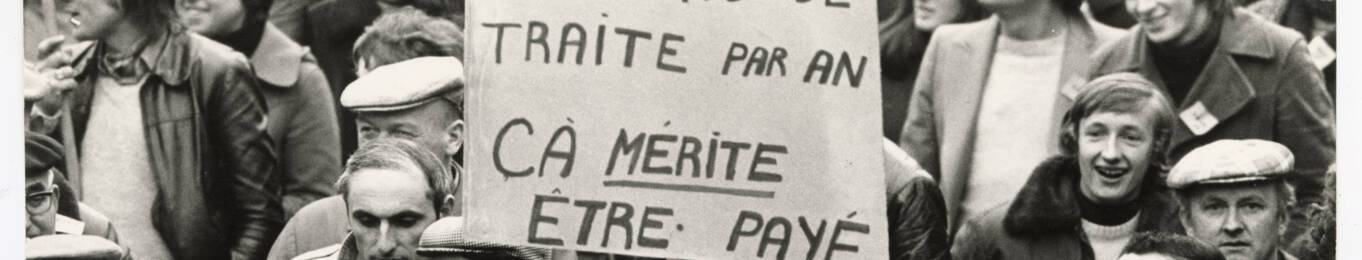 TRAITE PAR AN
ÇÀ MÉRITE
ÊTRE PAYÉ